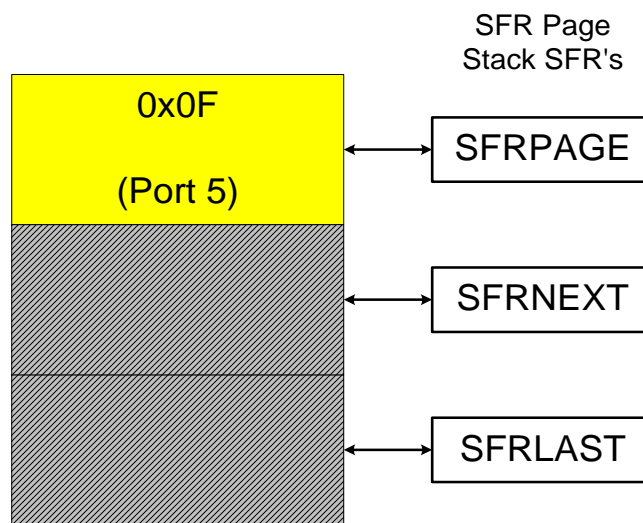 SFR Page
Stack SFR's
0x0F
(Port 5)
SFRPAGE
SFRNEXT
SFRLAST